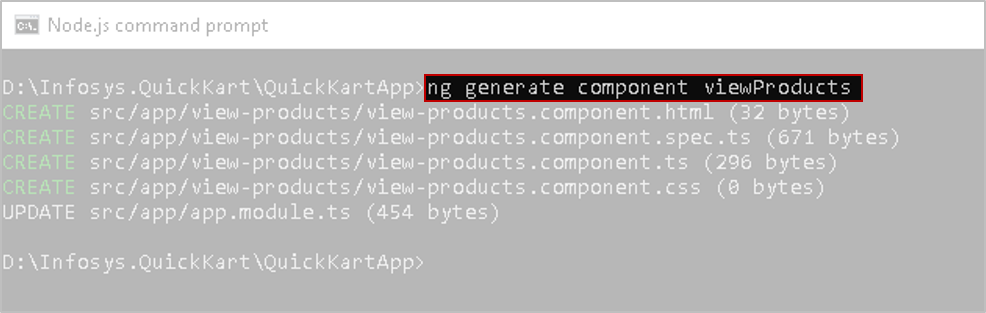 Node.js command prompt
D:\Infosys.QuickKart\QuickKartApp>ng generate component viewProducts
CREATE src/app/view-products/view-products.component.html (32 bytes)
CREATE src/app/view-products/view-products.component.spec.ts (671 bytes)
CREATE src/app/view-products/view-products.component.ts (296 bytes)
CREATE src/app/view-products/view-products.component.css (0 bytes)
UPDATE src/app/app.module.ts (454 bytes)
D:\Infosys.QuickKart\QuickKartApp>